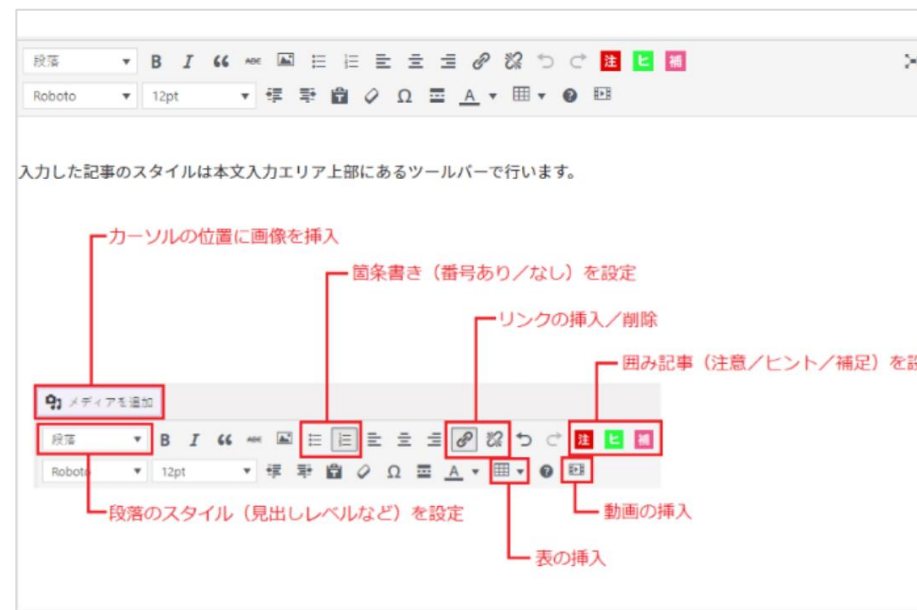 段落 B I ABC 注 ヒ 補
Roboto 12pt Ω A
入力した記事のスタイルは本文入力エリア上部にあるツールバーで行います。
カーソルの位置に画像を挿入
箇条書き（番号あり／なし）を設定
リンクの挿入／削除
囲み記事（注意／ヒント／補足）を設
メディアを追加
段落 B I ABC 注 ヒ 補
Roboto 12pt Ω A
段落のスタイル（見出しレベルなど）を設定
動画の挿入
表の挿入